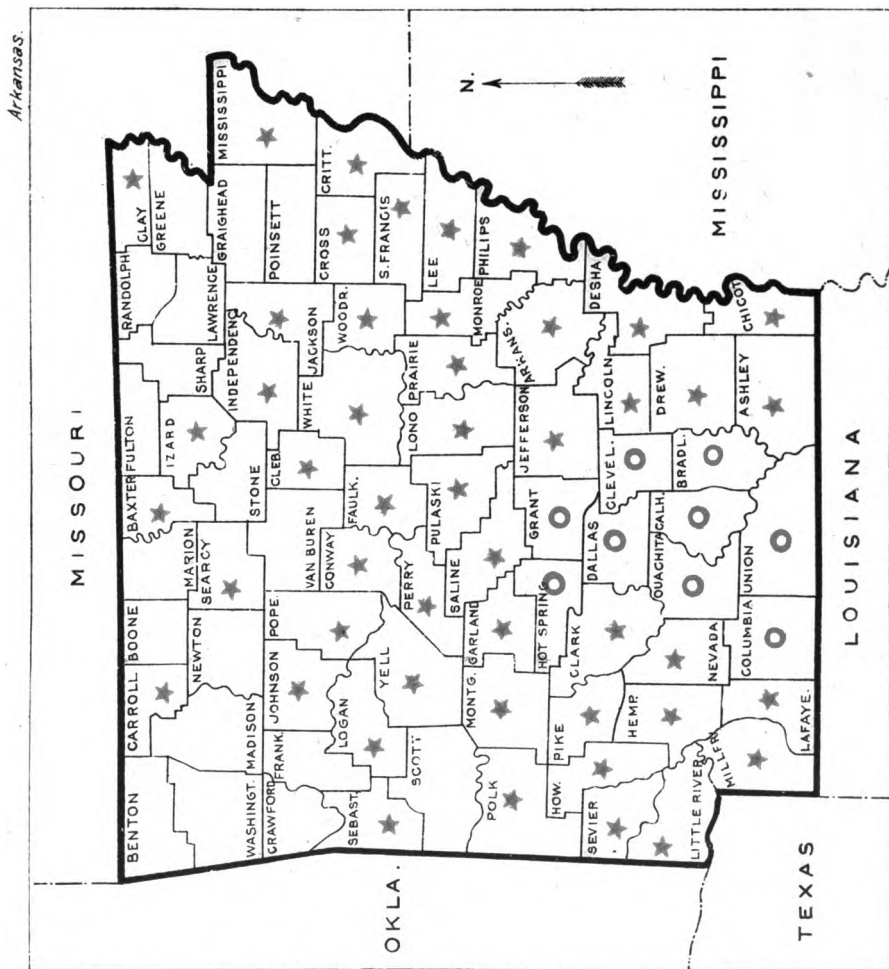 Arkansas.
MISSOURI
N.
MISSISSIPPI
OKLA.
TEXAS
LOUISIANA
BENTON
CARROLL
BOONE
MARION
BAXTER
FULTON
RANDOLPH
CLAY
GREENE
WASHINGT.
MADISON
NEWTON
SEARCY
IZARD
SHARP
LAWRENCE
STONE
INDEPENDENC
GRAIGHEAD
MISSISSIPPI
CRAWFORD
FRANK.
JOHNSON
POPE.
VAN BUREN
CLEB.
WHITE
JACKSON
POINSETT
CRITT.
CROSS
S. FRANCIS
SEBAST.
LOGAN
CONWAY
FAULK.
WOODR.
LEE
SCOTT
YELL
PERRY
PULASKI
LONO
PRAIRIE
MONROE
PHILIPS
POLK
MONTG.
GARLAND
SALINE
JEFFERSON
ARKANS.
GRANT
HOT SPRING
HOW.
PIKE
CLARK
DALLAS
CLEVEL.
LINCOLN
DESHA
SEVIER
HEMP.
NEVADA
OUACHITA
CALH.
BRADL.
DREW.
LITTLE RIVER
MILLER
LAFAYE.
COLUMBIA
UNION
ASHLEY
CHICOT